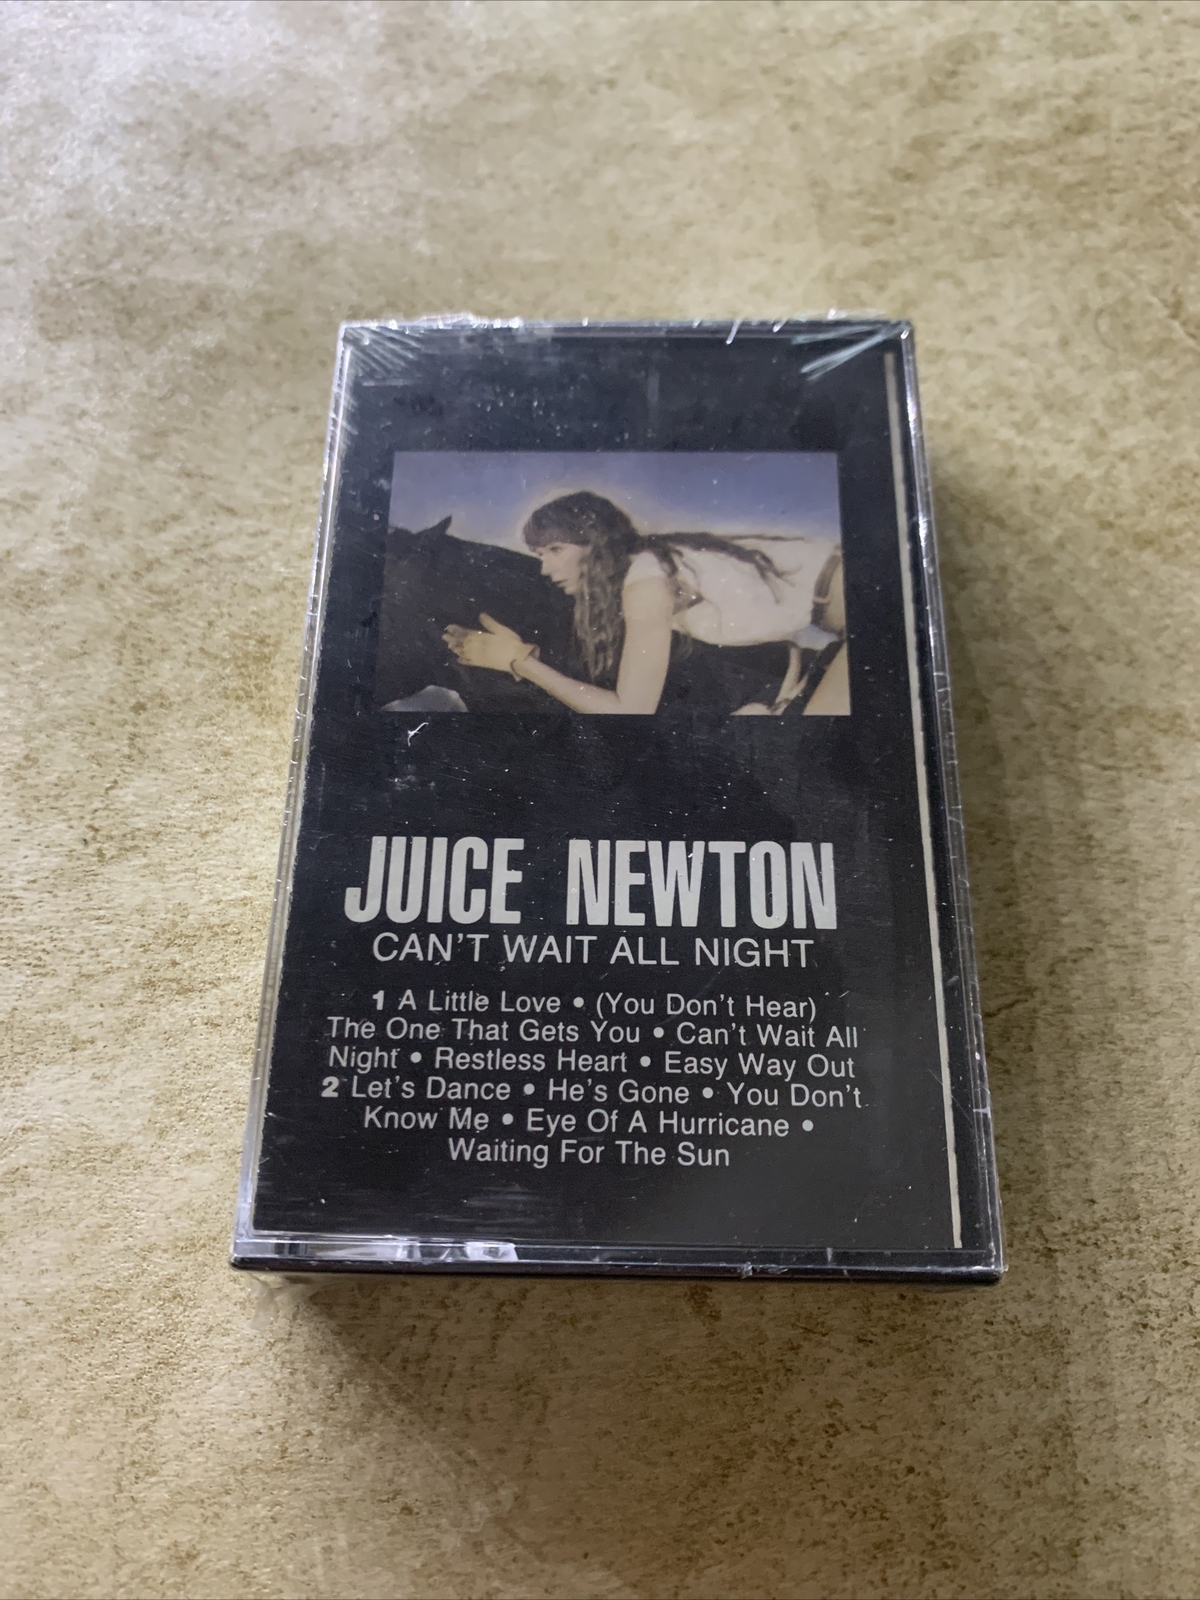 JUICE NEWTON
CAN'T WAIT ALL NIGHT
1 A Little Love • (You Don't Hear)
The One That Gets You • Can't Wait All
Night • Restless Heart • Easy Way Out
2 Let's Dance • He's Gone • You Don't
Know Me • Eye Of A Hurricane •
Waiting For The Sun